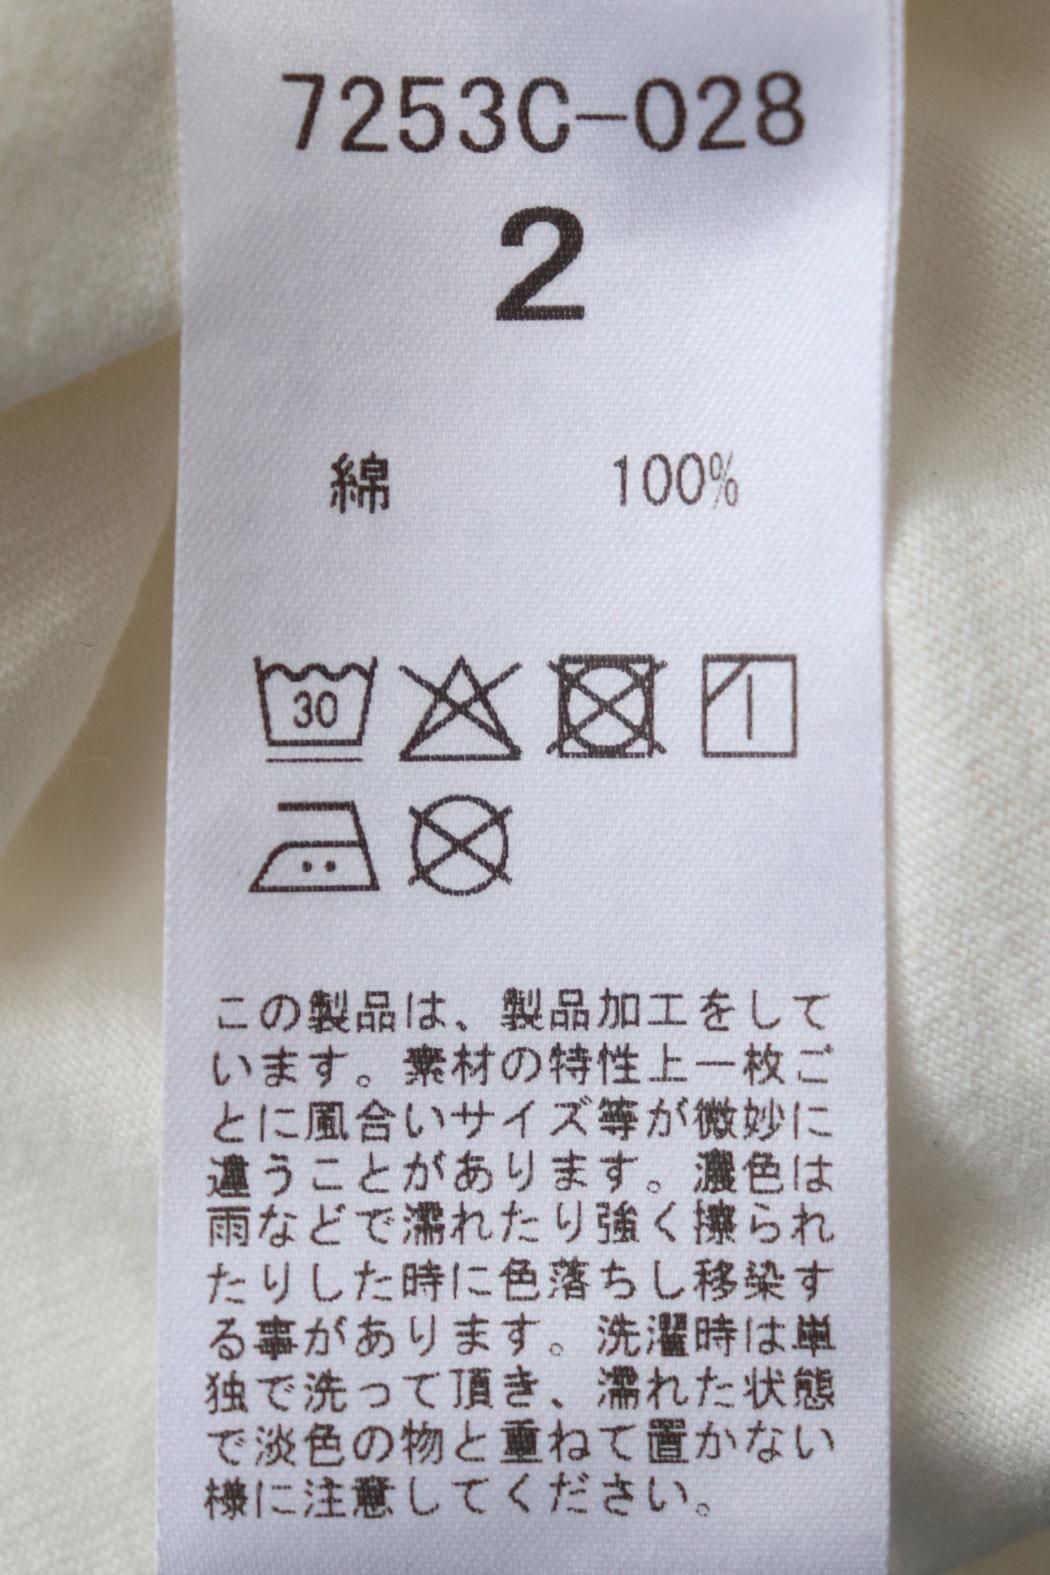 7253C-028
2
綿 100%
30
この製品は、製品加工をして
います。素材の特性上一枚ご
とに風合いサイズ等が微妙に
違うことがあります。濃色は
雨などで濡れたり強く擦られ
たりした時に色落ちし移染す
る事があります。洗濯時は単
独で洗って頂き、濡れた状態
で淡色の物と重ねて置かない
様に注意してください。